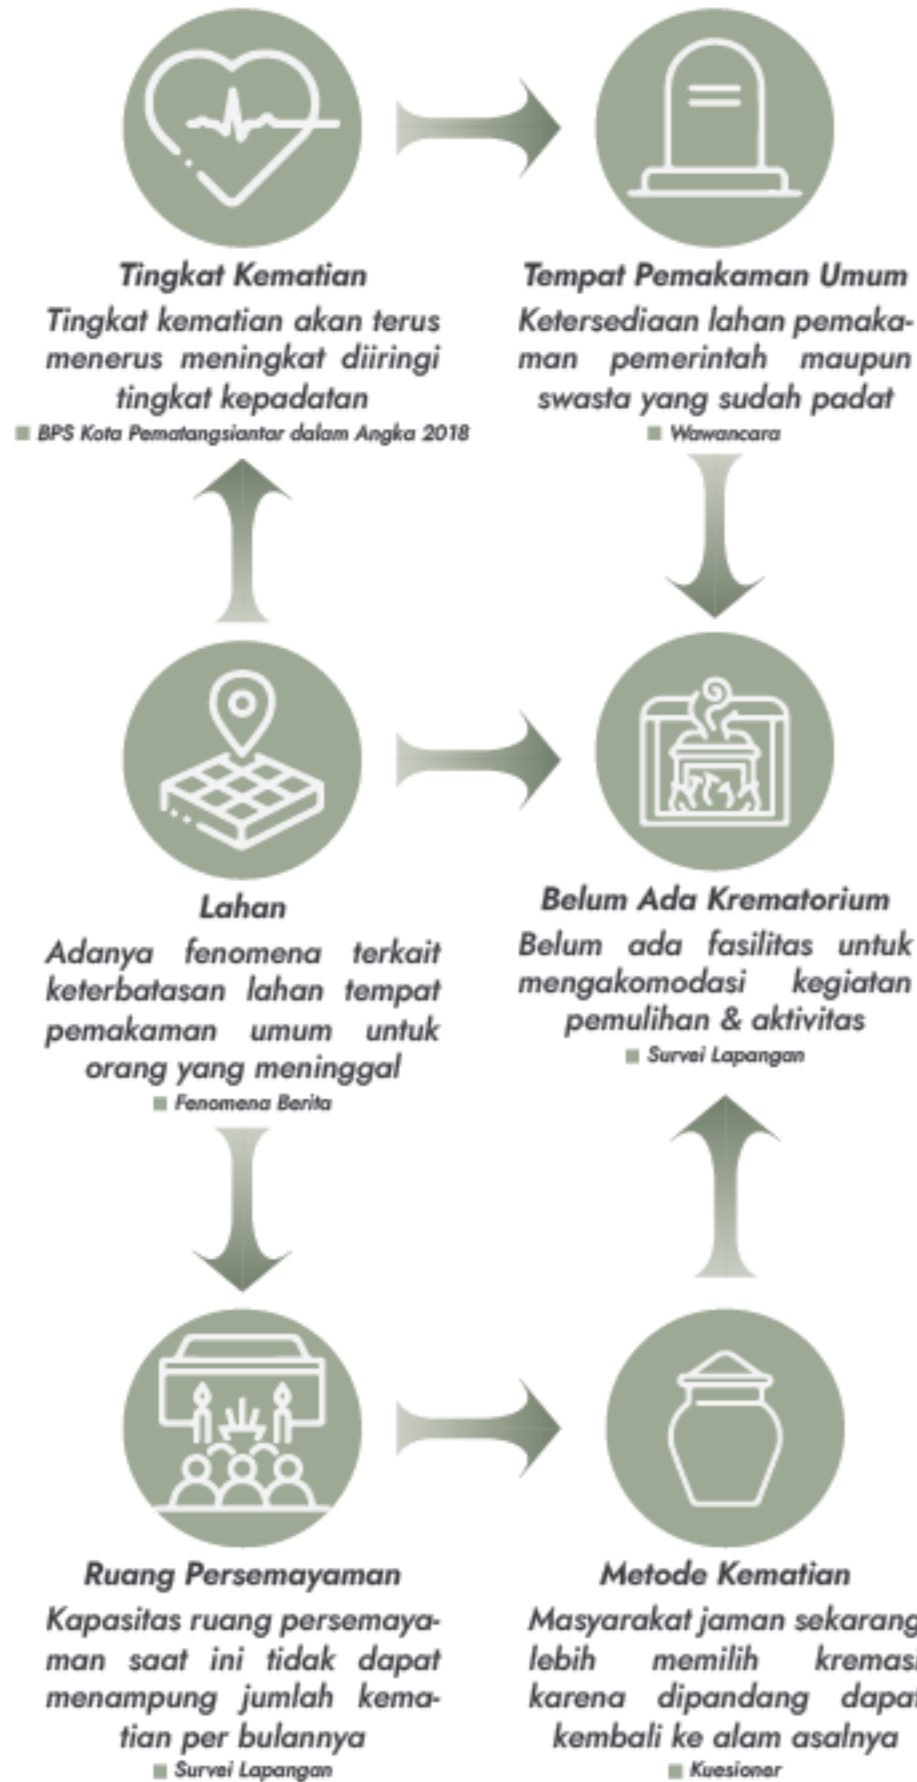 Tingkat Kematian
Tingkat kematian akan terus
menerus meningkat diiringi
tingkat kepadatan
BPS Kota Pematangsiantar dalam Angka 2018
Tempat Pemakaman Umum
Ketersediaan lahan pemaka-
man pemerintah maupun
swasta yang sudah padat
Wawancara
Lahan
Adanya fenomena terkait
keterbatasan lahan tempat
pemakaman umum untuk
orang yang meninggal
Fenomena Berita
Belum Ada Krematorium
Belum ada fasilitas untuk
mengakomodasi kegiatan
pemulihan & aktivitas
Survei Lapangan
Ruang Persemayaman
Kapasitas ruang persemaya-
man saat ini tidak dapat
menampung jumlah kema-
tian per bulannya
Survei Lapangan
Metode Kematian
Masyarakat jaman sekarang
lebih memilih kremasi
karena dipandang dapat
kembali ke alam asalnya
Kuesioner